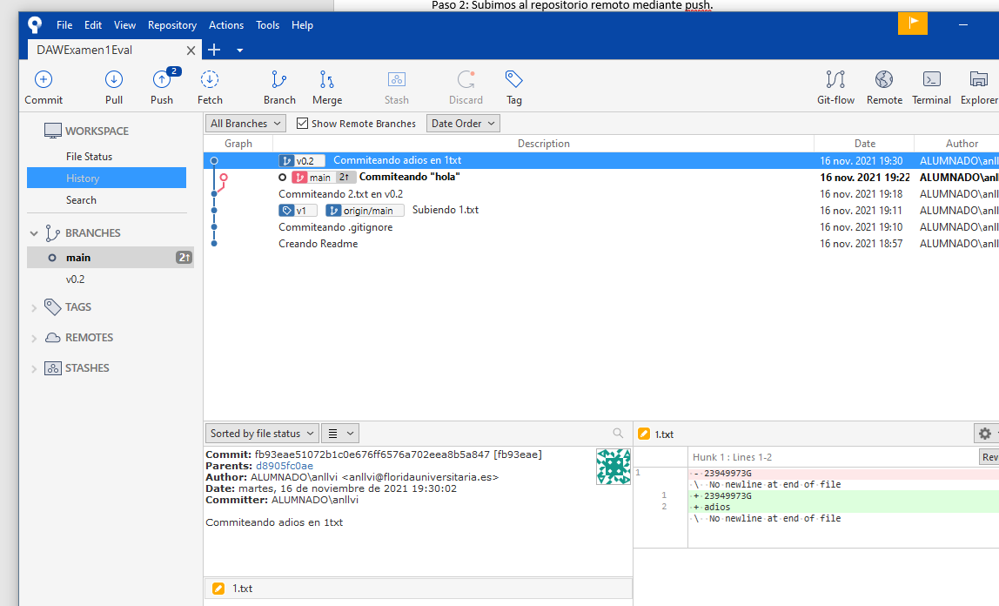 Paso 2: Subimos al repositorio remoto mediante push.
File Edit View Repository Actions Tools Help
DAWExamen1Eval
2
Commit Pull Push Fetch Branch Merge Stash Discard Tag Git-flow Remote Terminal Explorer
All Branches Show Remote Branches Date Order
Graph Description Date Author
v0.2 Commiteando adios en 1txt 16 nov. 2021 19:30 ALUMNADO\anllvi
main 2↑ Commiteando "hola" 16 nov. 2021 19:22 ALUMNADO\anllvi
Commiteando 2.txt en v0.2 16 nov. 2021 19:18 ALUMNADO\anllvi
v1 origin/main Subiendo 1.txt 16 nov. 2021 19:11 ALUMNADO\anll
Commiteando .gitignore 16 nov. 2021 19:10 ALUMNADO\anll
Creando Readme 16 nov. 2021 18:57 ALUMNADO\anll
WORKSPACE
File Status
History
Search
BRANCHES
main 2↑
v0.2
TAGS
REMOTES
STASHES
Sorted by file status
Commit: fb93eae51072b1c0e676ff6576a702eea8b5a847 [fb93eae]
Parents: d8905fc0ae
Author: ALUMNADO\anllvi <anllvi@floridauniversitaria.es>
Date: martes, 16 de noviembre de 2021 19:30:02
Committer: ALUMNADO\anllvi
Commiteando adios en 1txt
1.txt
1.txt
Hunk 1 : Lines 1-2 Rev
1 - 23949973G
\ No newline at end of file
1 + 23949973G
2 + adios
\ No newline at end of file